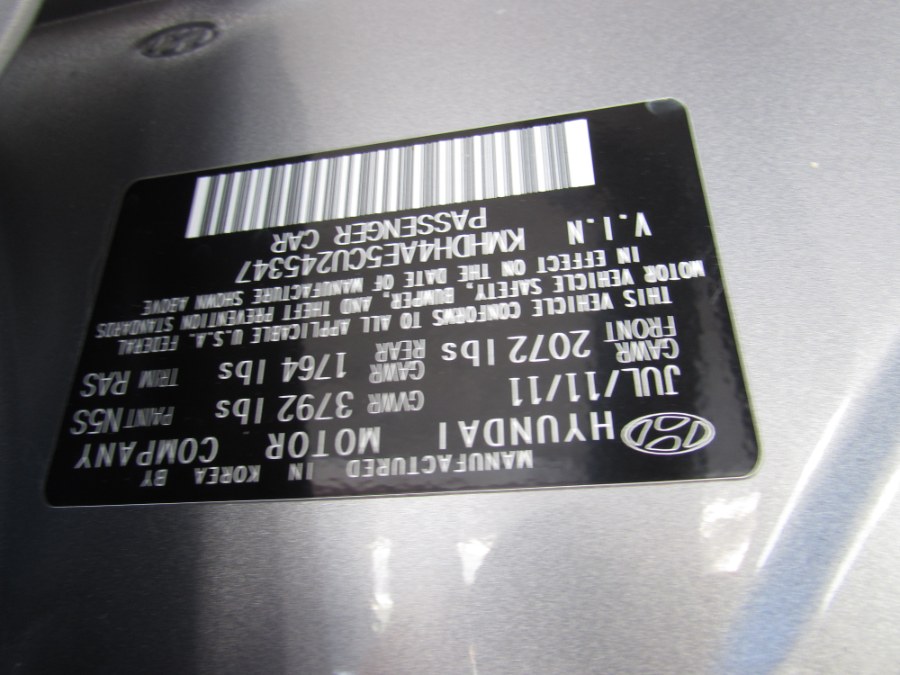 MANUFACTURED IN KOREA BY
HYUNDAI MOTOR COMPANY
JUL/11/11 GVWR 3792 lbs PAINT N5S
GAWR FRONT 2072 lbs GAWR REAR 1764 lbs TRIM RAS
THIS VEHICLE CONFORMS TO ALL APPLICABLE U.S.A. FEDERAL
MOTOR VEHICLE SAFETY, BUMPER, AND THEFT PREVENTION STANDARDS
IN EFFECT ON THE DATE OF MANUFACTURE SHOWN ABOVE
V.I.N KMHDH4AE5CU245347
PASSENGER CAR